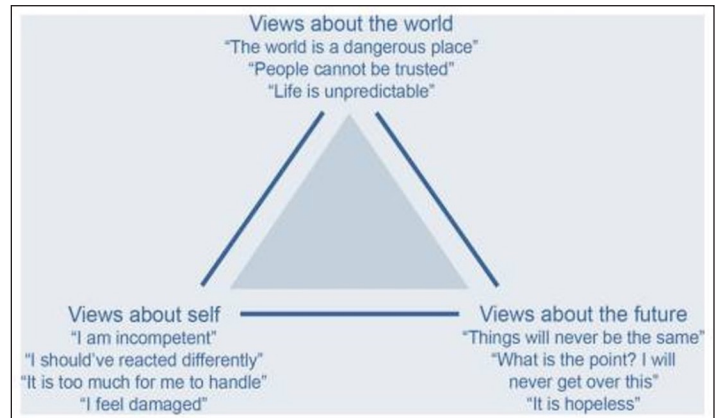 Views about the world
“The world is a dangerous place”
“People cannot be trusted”
“Life is unpredictable”
Views about self
“I am incompetent”
“I should’ve reacted differently”
“It is too much for me to handle”
“I feel damaged”
Views about the future
“Things will never be the same”
“What is the point? I will
never get over this”
“It is hopeless”